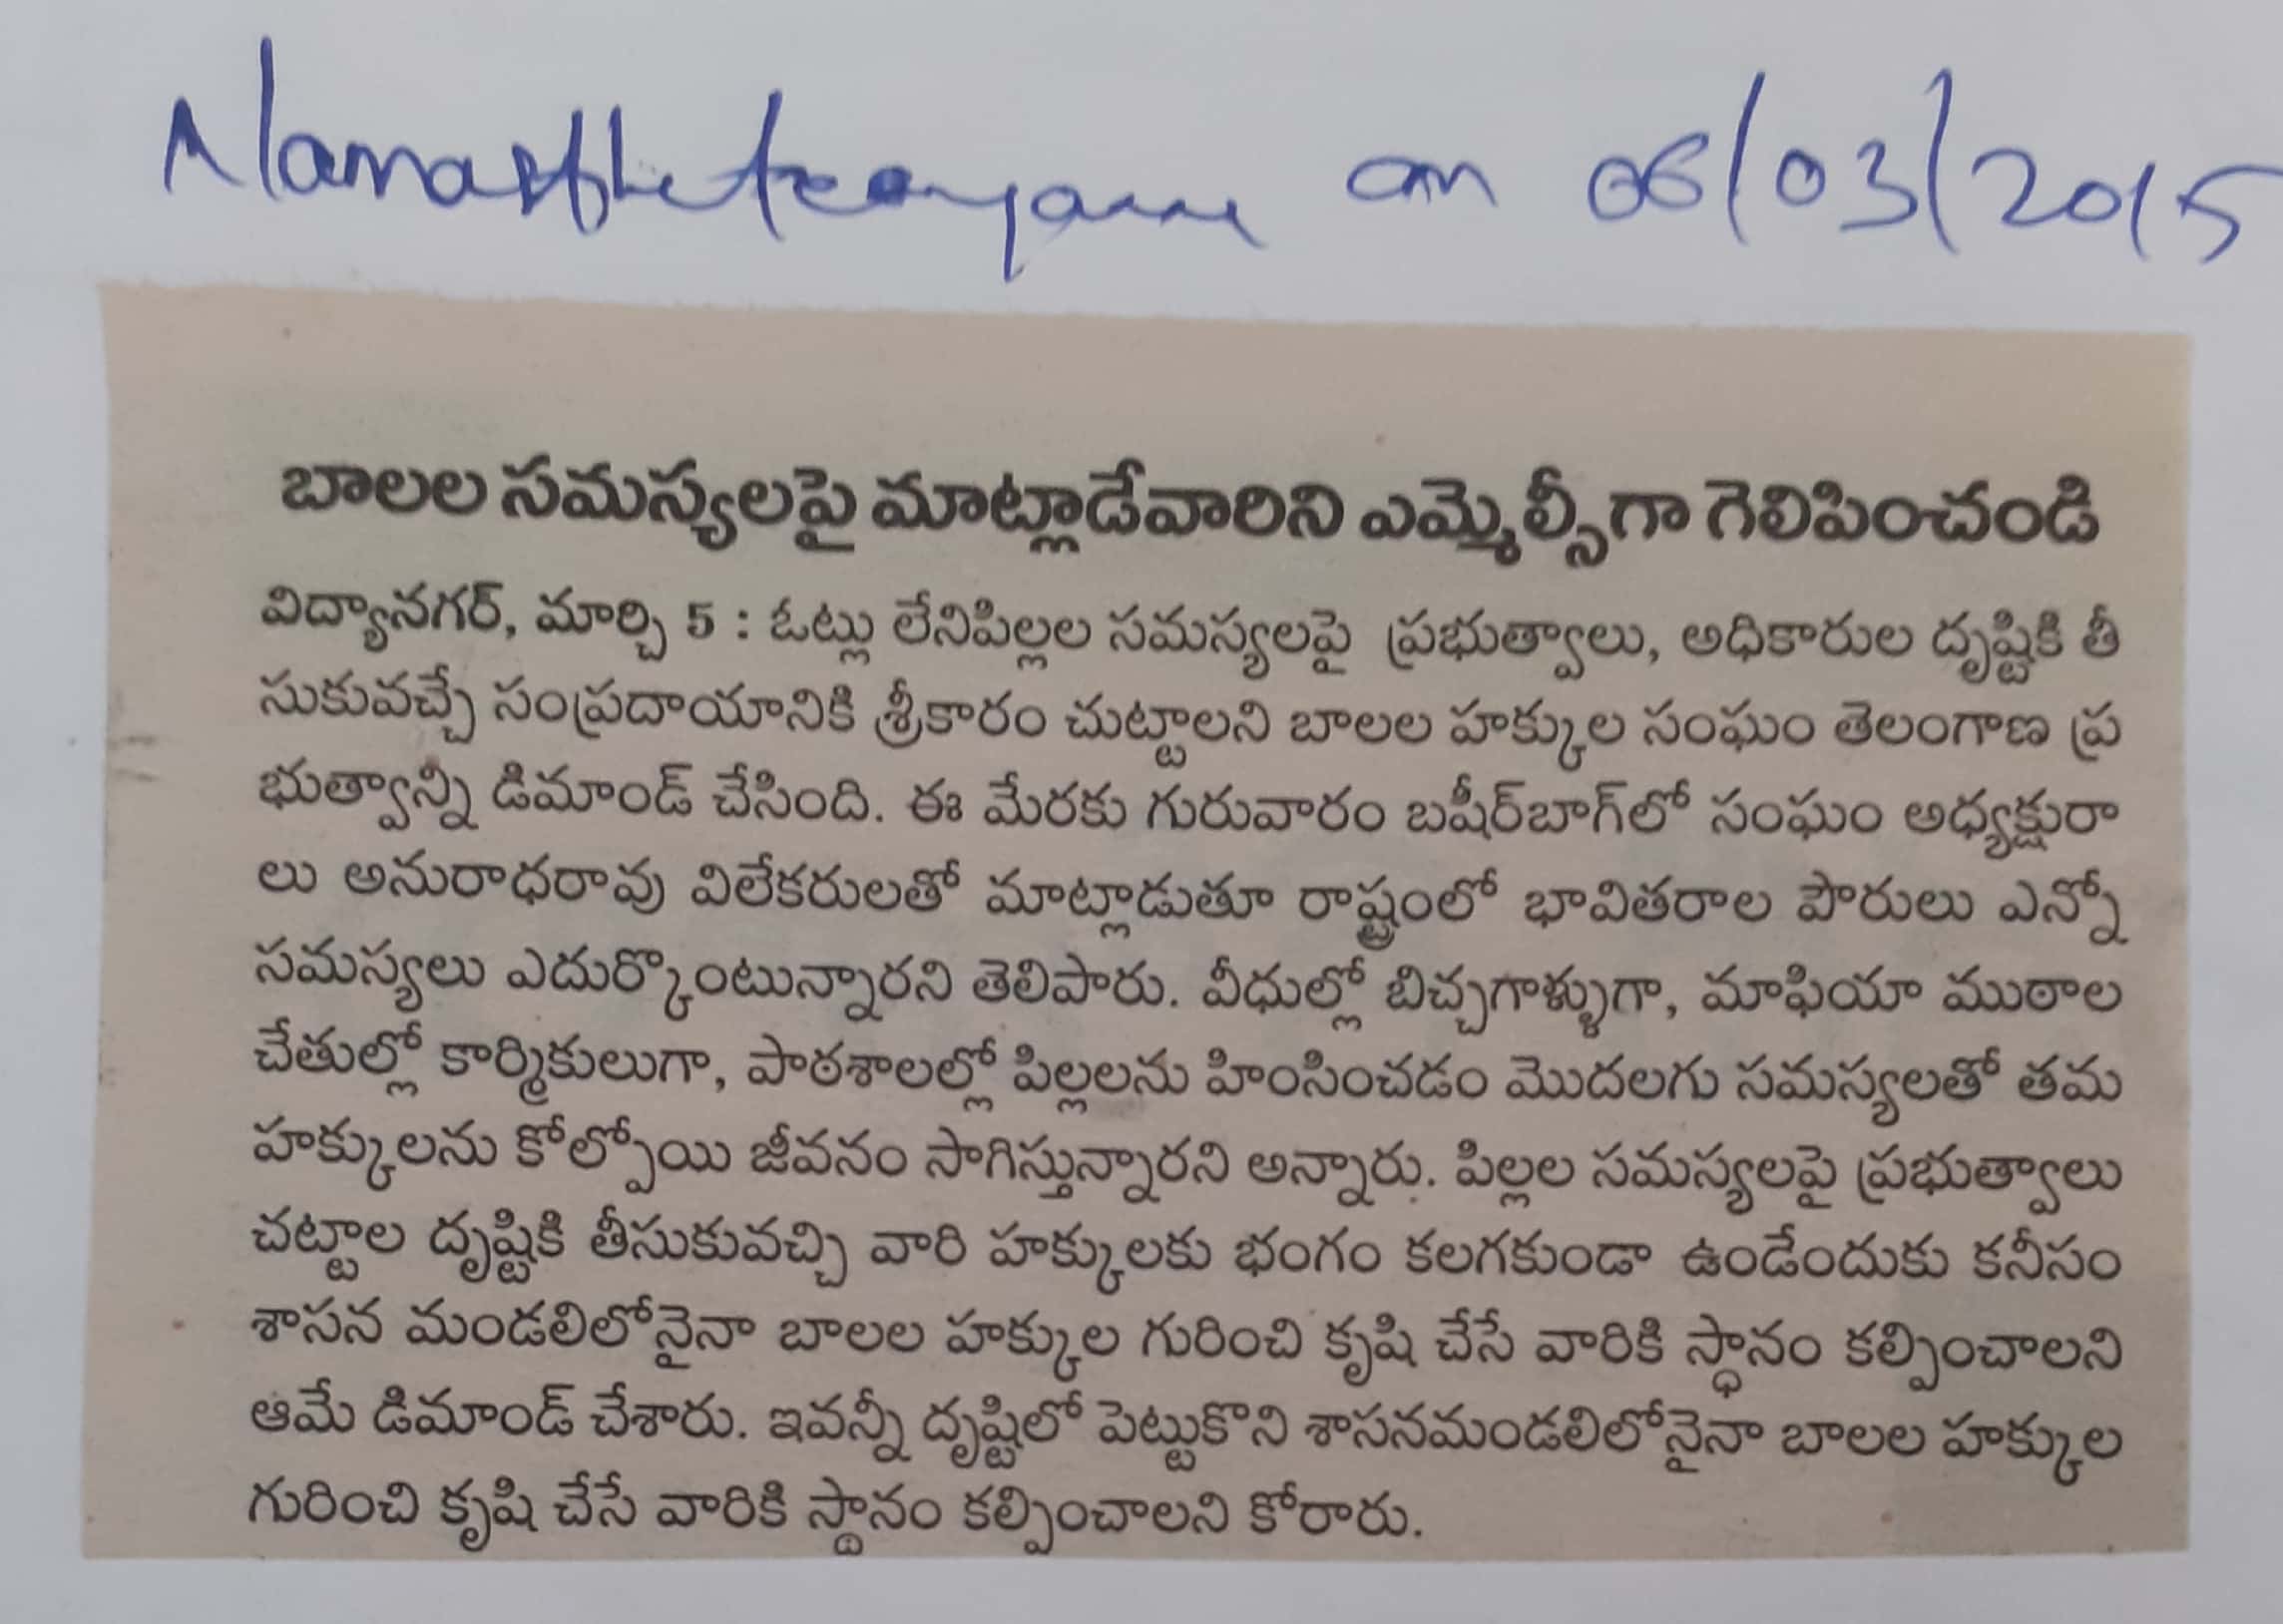 Namasthe on 06/03/2015
బాలల సమస్యలపై మాట్లాడేవారిని ఎమ్మెల్సీగా గెలిపించండి
విద్యానగర్, మార్చి 5 : ఓట్లు లేనిపిల్లల సమస్యలపై ప్రభుత్వాలు, అధికారుల దృష్టికి తీ
సుకువచ్చే సంప్రదాయానికి శ్రీకారం చుట్టాలని బాలల హక్కుల సంఘం తెలంగాణ ప్ర
భుత్వాన్ని డిమాండ్ చేసింది. ఈ మేరకు గురువారం బషీర్‌బాగ్‌లో సంఘం అధ్యక్షురా
లు అనురాధరావు విలేకరులతో మాట్లాడుతూ రాష్ట్రంలో భావితరాల పౌరులు ఎన్నో
సమస్యలు ఎదుర్కొంటున్నారని తెలిపారు. వీధుల్లో బిచ్చగాళ్ళుగా, మాఫియా ముఠాల
చేతుల్లో కార్మికులుగా, పాఠశాలల్లో పిల్లలను హింసించడం మొదలగు సమస్యలతో తమ
హక్కులను కోల్పోయి జీవనం సాగిస్తున్నారని అన్నారు. పిల్లల సమస్యలపై ప్రభుత్వాలు
చట్టాల దృష్టికి తీసుకువచ్చి వారి హక్కులకు భంగం కలగకుండా ఉండేందుకు కనీసం
శాసన మండలిలోనైనా బాలల హక్కుల గురించి కృషి చేసే వారికి స్థానం కల్పించాలని
ఆమే డిమాండ్ చేశారు. ఇవన్నీ దృష్టిలో పెట్టుకొని శాసనమండలిలోనైనా బాలల హక్కుల
గురించి కృషి చేసే వారికి స్థానం కల్పించాలని కోరారు.